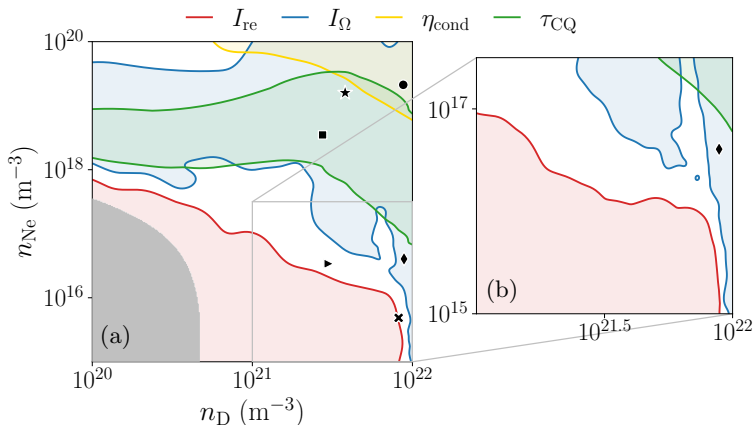 I_re I_Ω η_cond τ_CQ
10^20
10^18
10^16
n_Ne (m^−3)
(a)
10^20 10^21 10^22
n_D (m^−3)
10^17
10^15
(b)
10^21.5 10^22